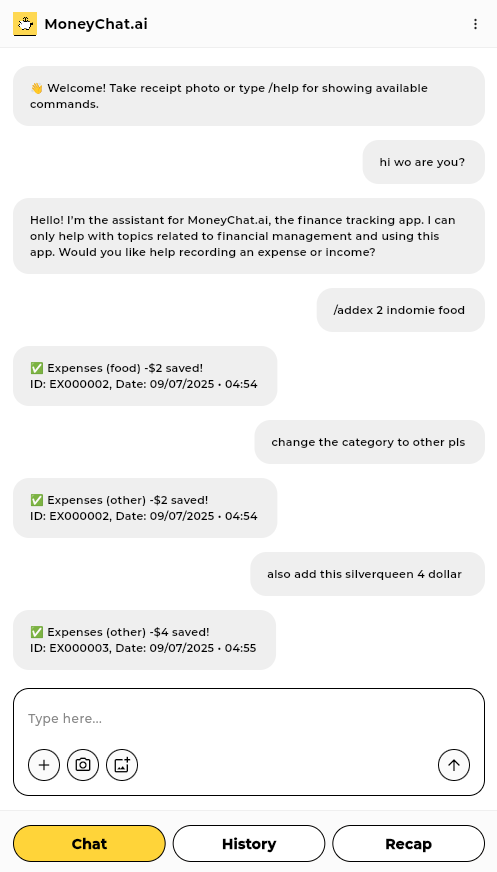 MoneyChat.ai
👋 Welcome! Take receipt photo or type /help for showing available
commands.
hi wo are you?
Hello! I'm the assistant for MoneyChat.ai, the finance tracking app. I can
only help with topics related to financial management and using this
app. Would you like help recording an expense or income?
/addex 2 indomie food
✅ Expenses (food) -$2 saved!
ID: EX000002, Date: 09/07/2025 • 04:54
change the category to other pls
✅ Expenses (other) -$2 saved!
ID: EX000002, Date: 09/07/2025 • 04:54
also add this silverqueen 4 dollar
✅ Expenses (other) -$4 saved!
ID: EX000003, Date: 09/07/2025 • 04:55
Type here...
Chat
History
Recap